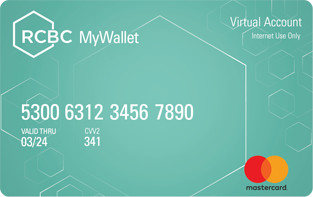 RCBC MyWallet
Virtual Account
Internet Use Only
5300 6312 3456 7890
VALID THRU CVV2
03/24 341
mastercard